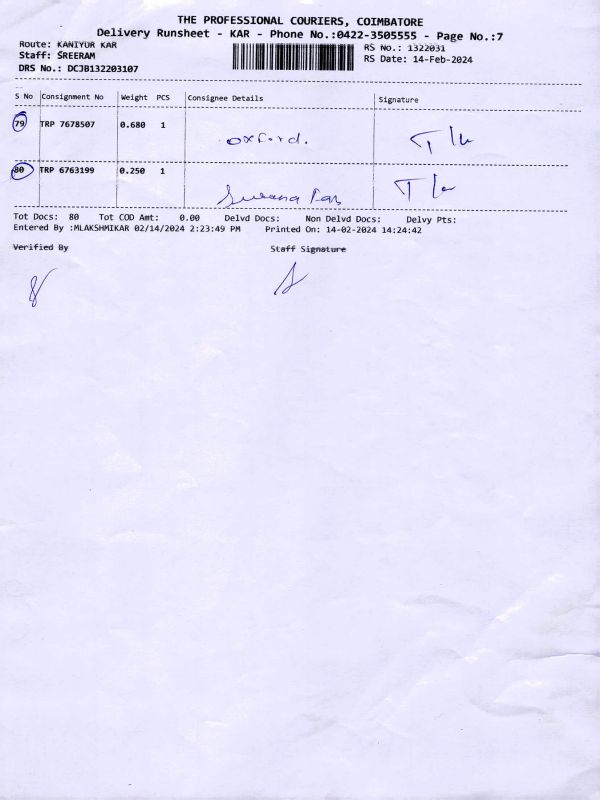 THE PROFESSIONAL COURIERS, COIMBATORE
Delivery Runsheet - KAR - Phone No.:0422-3505555 - Page No.:7
Route: KANIYUR KAR
RS No.: 1322031
Staff: SREERAM
RS Date: 14-Feb-2024
DRS No.: DCJB132203107
S No Consignment No Weight PCS Consignee Details Signature
79 TRP 7678507 0.680 1 oxford.
80 TRP 6763199 0.250 1
Tot Docs: 80 Tot COD Amt: 0.00 Delvd Docs: Non Delvd Docs: Delvy Pts:
Entered By :MLAKSHMIKAR 02/14/2024 2:23:49 PM Printed On: 14-02-2024 14:24:42
Verified By Staff Signature